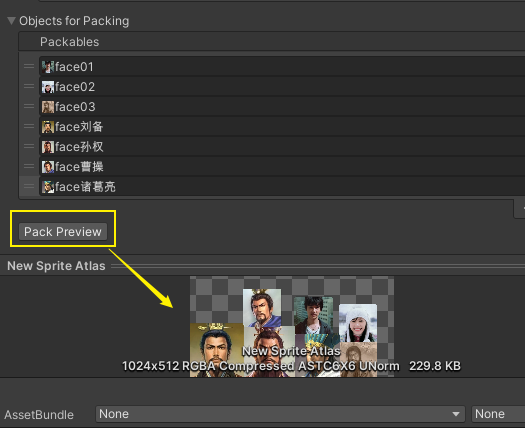 Objects for Packing
Packables
face01
face02
face03
face刘备
face孙权
face曹操
face诸葛亮
Pack Preview
New Sprite Atlas
New Sprite Atlas
1024x512 RGBA Compressed ASTC6X6 UNorm 229.8 KB
AssetBundle None None